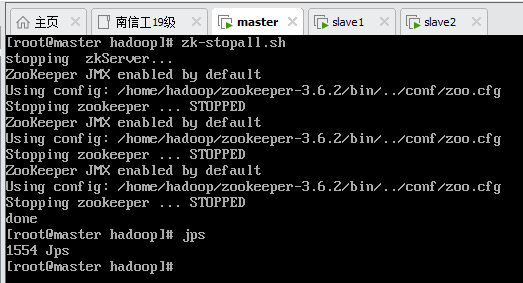 主页 南信工19级 master slave1 slave2
[root@master hadoop]# zk-stopall.sh
stopping  zkServer...
ZooKeeper JMX enabled by default
Using config: /home/hadoop/zookeeper-3.6.2/bin/../conf/zoo.cfg
Stopping zookeeper ... STOPPED
ZooKeeper JMX enabled by default
Using config: /home/hadoop/zookeeper-3.6.2/bin/../conf/zoo.cfg
Stopping zookeeper ... STOPPED
ZooKeeper JMX enabled by default
Using config: /home/hadoop/zookeeper-3.6.2/bin/../conf/zoo.cfg
Stopping zookeeper ... STOPPED
done
[root@master hadoop]# jps
1554 Jps
[root@master hadoop]#